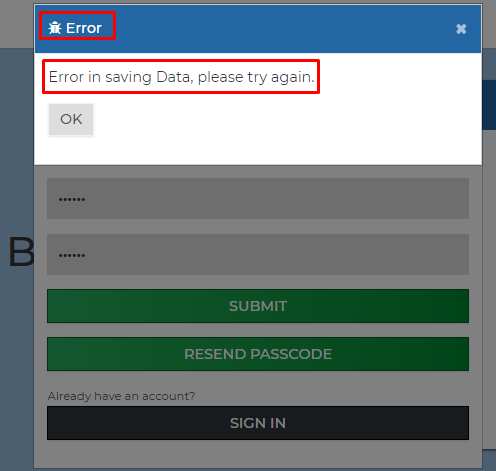 Error
Error in saving Data, please try again.
OK
B
SUBMIT
RESEND PASSCODE
Already have an account?
SIGN IN